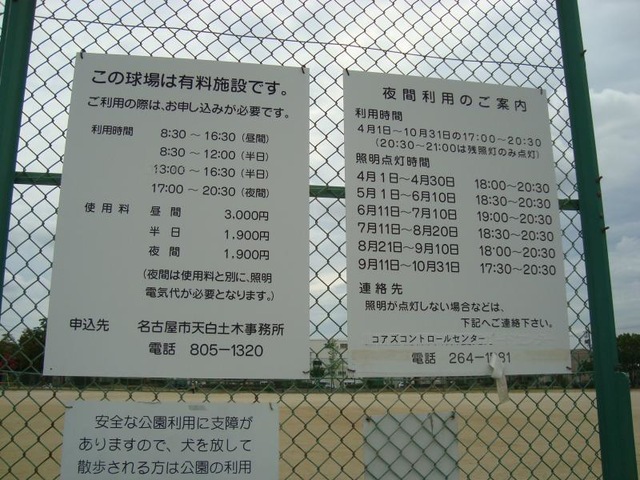 この球場は有料施設です。
ご利用の際は、お申し込みが必要です。
利用時間 8:30～16:30(昼間)
8:30～12:00(半日)
13:00～16:30(半日)
17:00～20:30(夜間)
使用料 昼間 3,000円
半日 1,900円
夜間 1,900円
(夜間は使用料と別に、照明
電気代が必要となります。)
申込先 名古屋市天白土木事務所
電話 805-1320
夜間利用のご案内
利用時間
4月1日～10月31日の17:00～20:30
(20:30～21:00は残照灯のみ点灯)
照明点灯時間
4月1日～4月30日 18:00～20:30
5月1日～6月10日 18:30～20:30
6月11日～7月10日 19:00～20:30
7月11日～8月20日 18:30～20:30
8月21日～9月10日 18:00～20:30
9月11日～10月31日 17:30～20:30
連絡先
照明が点灯しない場合などは、
下記へご連絡下さい。
コアズコントロールセンター
電話 264-1181
安全な公園利用に支障が
ありますので、犬を放して
散歩される方は公園の利用